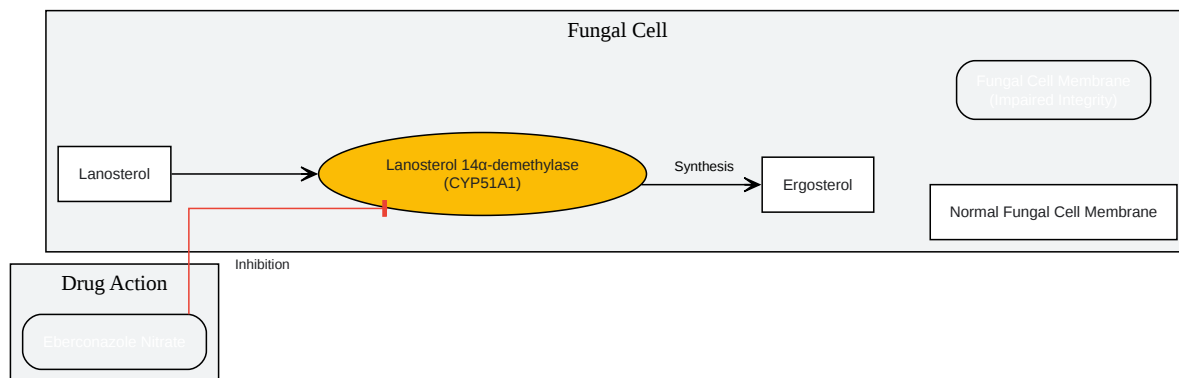 Fungal Cell
Fungal Cell Membrane
(Impaired Integrity)
Lanosterol
Lanosterol 14α-demethylase
(CYP51A1)
Synthesis
Ergosterol
Normal Fungal Cell Membrane
Inhibition
Drug Action
Eberconazole Nitrate